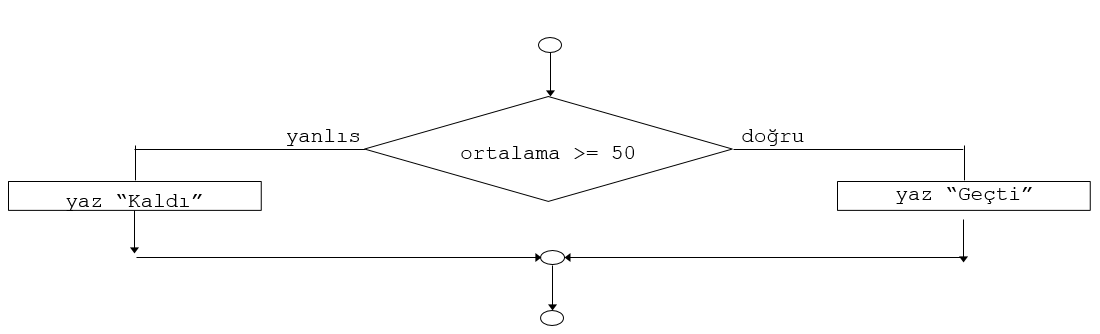 yanlıs
doğru
ortalama >= 50
yaz “Kaldı”
yaz “Geçti”